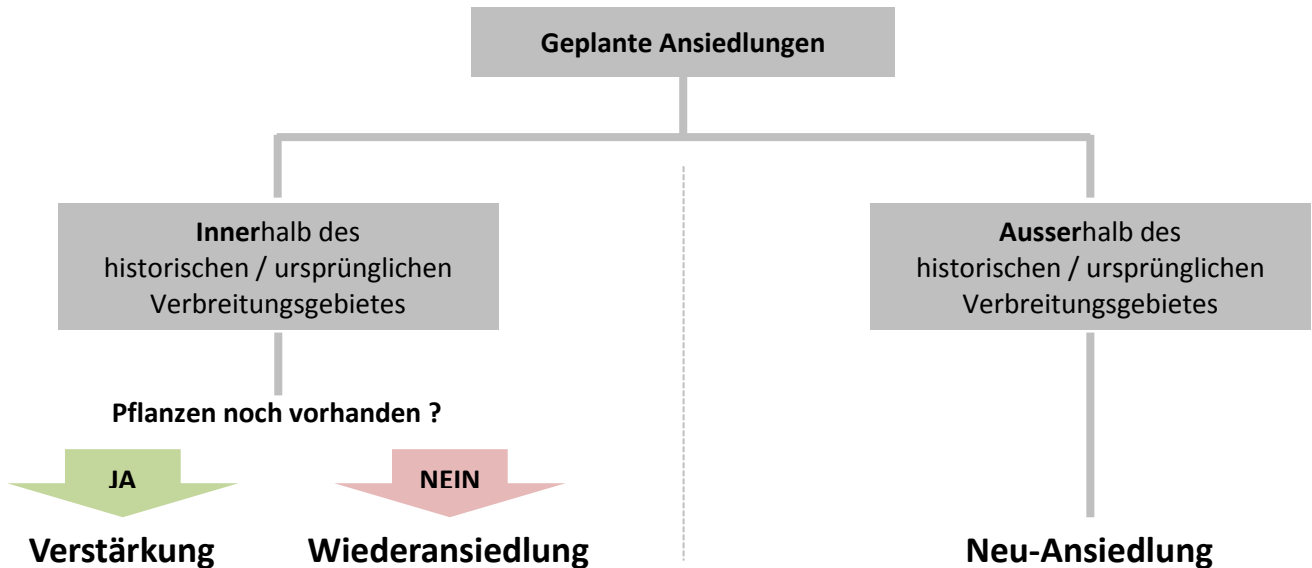 Geplante Ansiedlungen
Innerhalb des
historischen / ursprünglichen
Verbreitungsgebietes
Ausserhalb des
historischen / ursprünglichen
Verbreitungsgebietes
Pflanzen noch vorhanden ?
JA
NEIN
Verstärkung
Wiederansiedlung
Neu-Ansiedlung